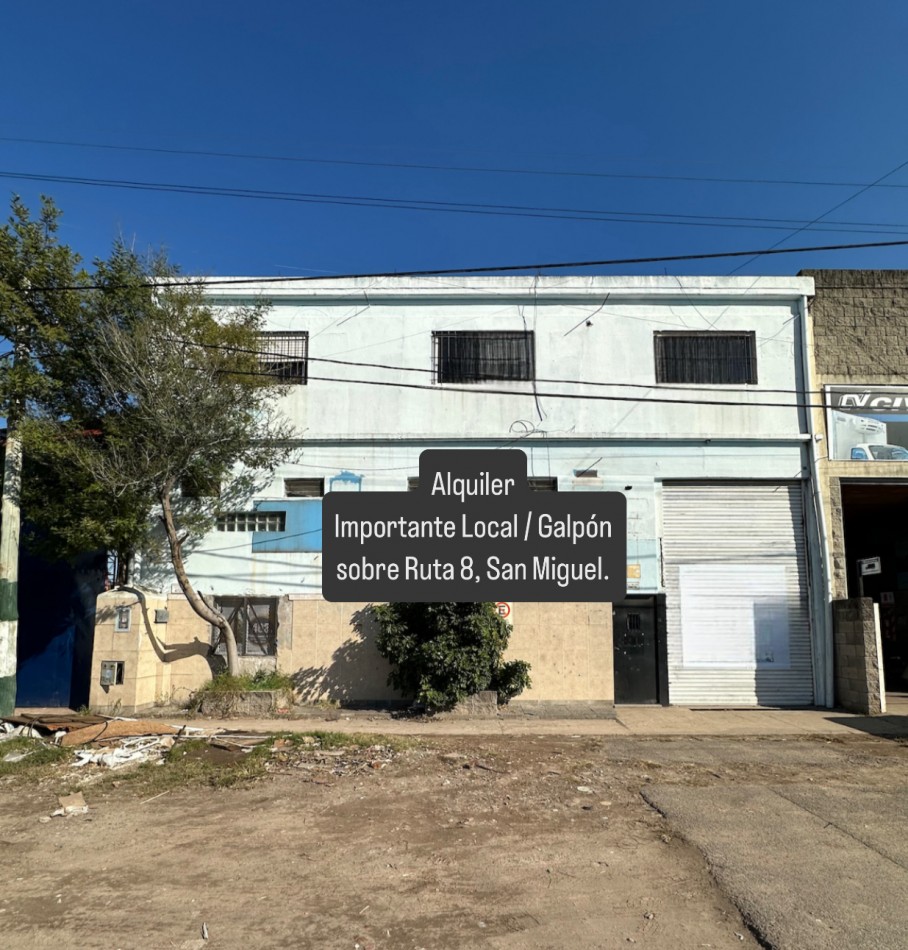 Alquiler
Importante Local / Galpón
sobre Ruta 8, San Miguel.
E